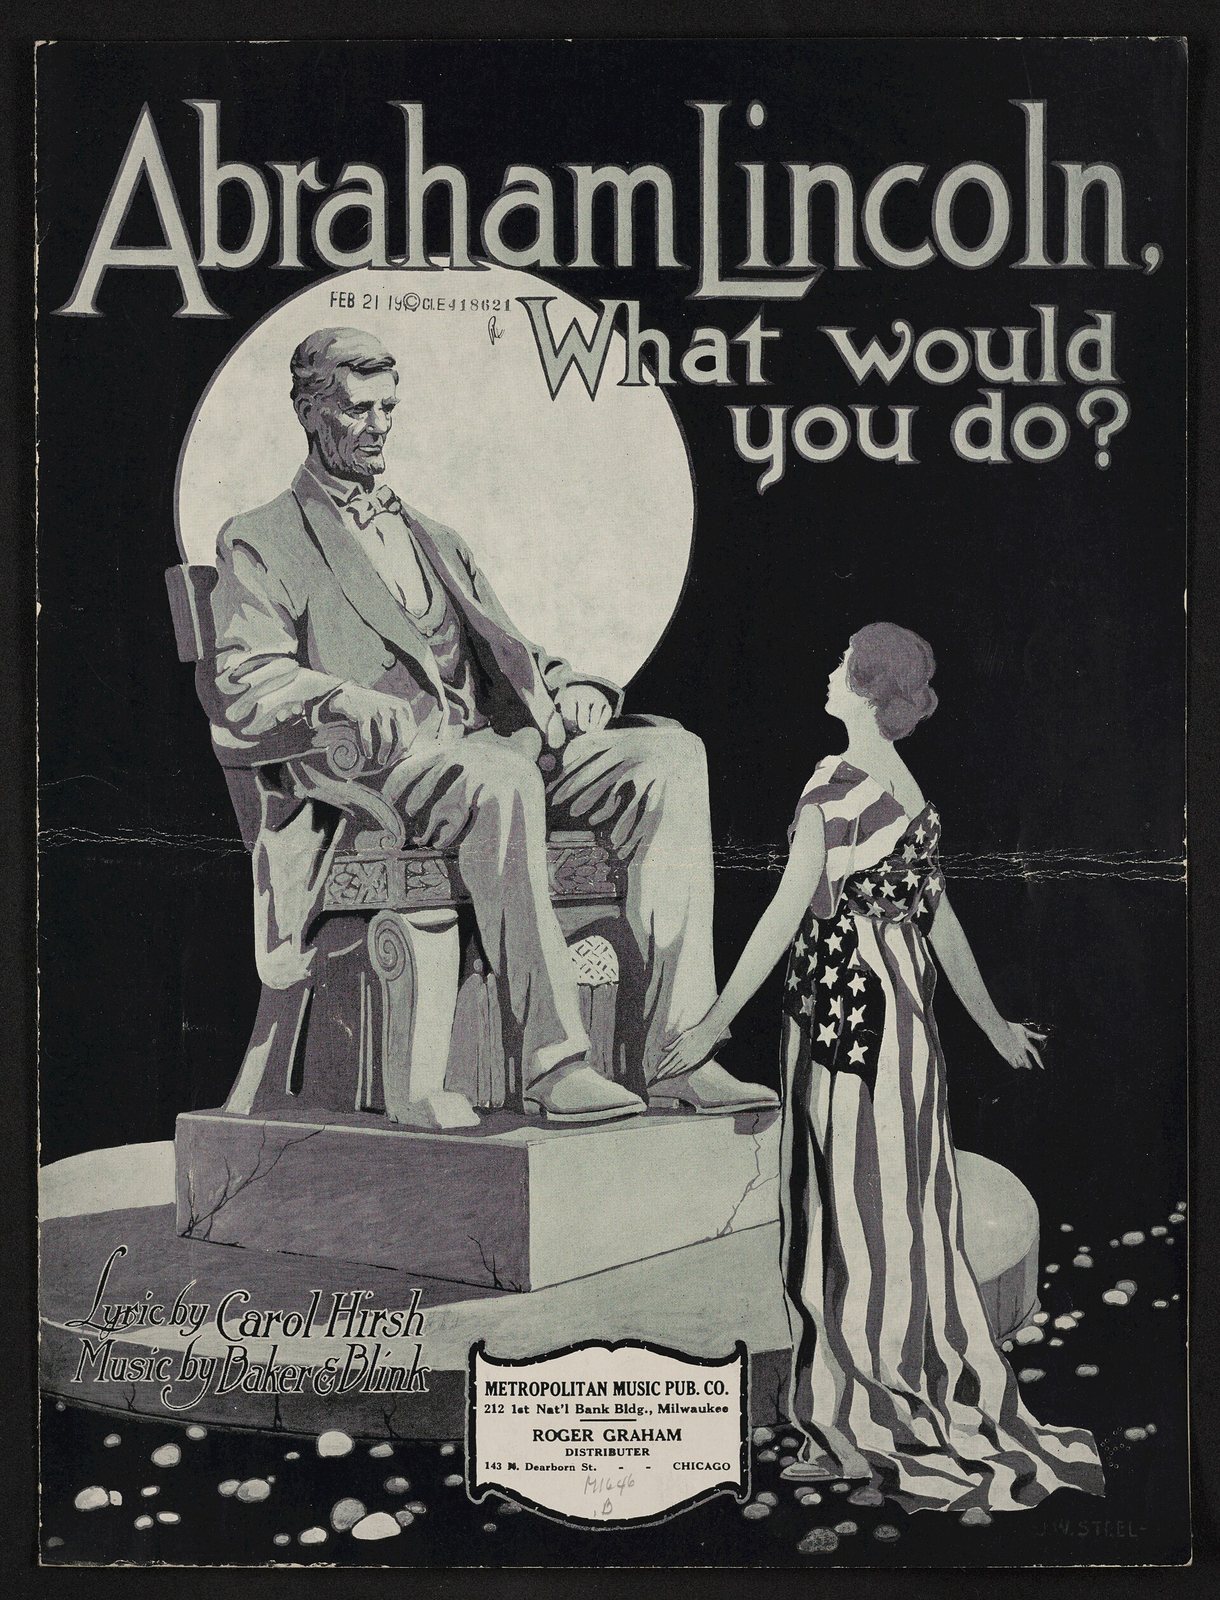 Abraham Lincoln,
FEB 21 19 © CLE418621
What would
you do?
Lyric by Carol Hirsh
Music by Baker & Blink
METROPOLITAN MUSIC PUB. CO.
212 1st Nat'l Bank Bldg., Milwaukee
ROGER GRAHAM
DISTRIBUTER
143 N. Dearborn St. - - CHICAGO
M1646
.B
J.W. STEEL-